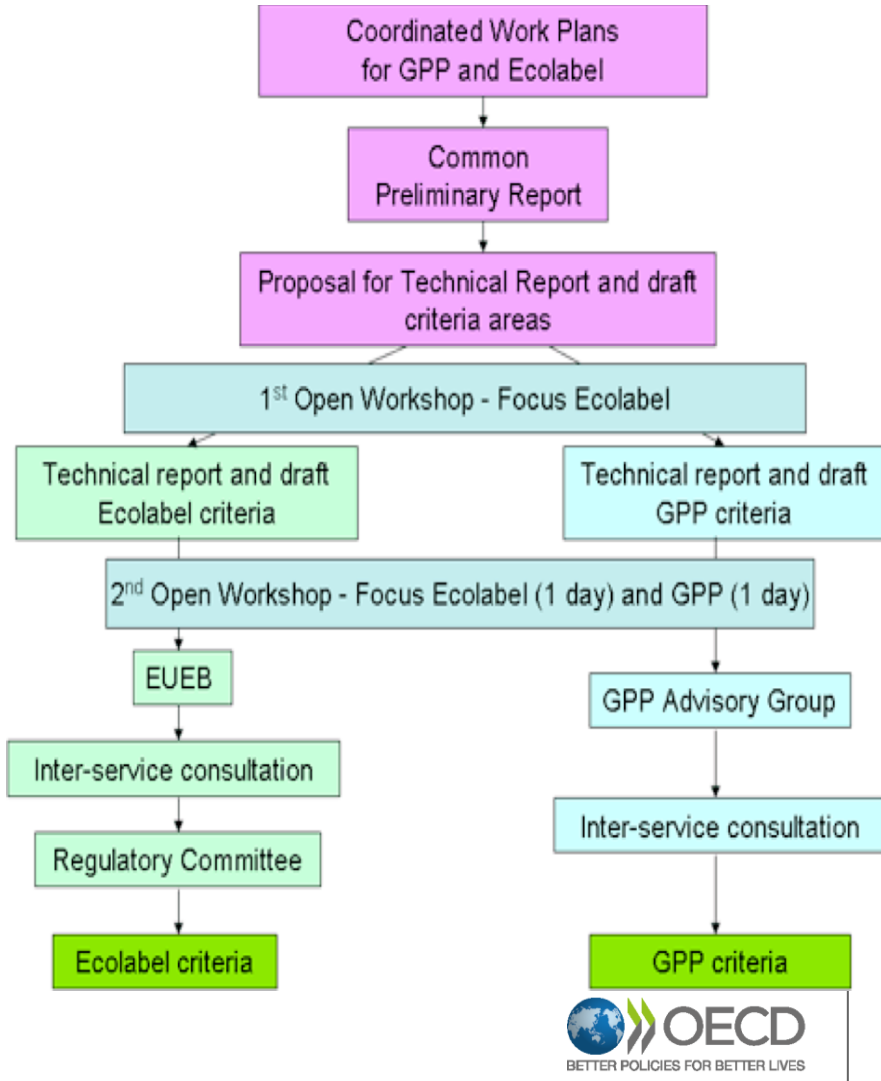 Coordinated Work Plans
for GPP and Ecolabel
Common
Preliminary Report
Proposal for Technical Report and draft
criteria areas
1st Open Workshop - Focus Ecolabel
Technical report and draft
Ecolabel criteria
Technical report and draft
GPP criteria
2nd Open Workshop - Focus Ecolabel (1 day) and GPP (1 day)
EUEB
GPP Advisory Group
Inter-service consultation
Inter-service consultation
Regulatory Committee
Ecolabel criteria
GPP criteria
OECD
BETTER POLICIES FOR BETTER LIVES